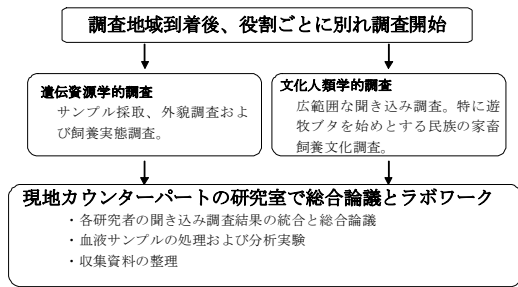 調査地域到着後、役割ごとに別れ調査開始
遺伝資源学的調査
サンプル採取、外貌調査およ
び飼養実態調査。
文化人類学的調査
広範囲な聞き込み調査。特に遊
牧ブタを始めとする民族の家畜
飼養文化調査。
現地カウンターパートの研究室で総合論議とラボワーク
・各研究者の聞き込み調査結果の統合と総合論議
・血液サンプルの処理および分析実験
・収集資料の整理